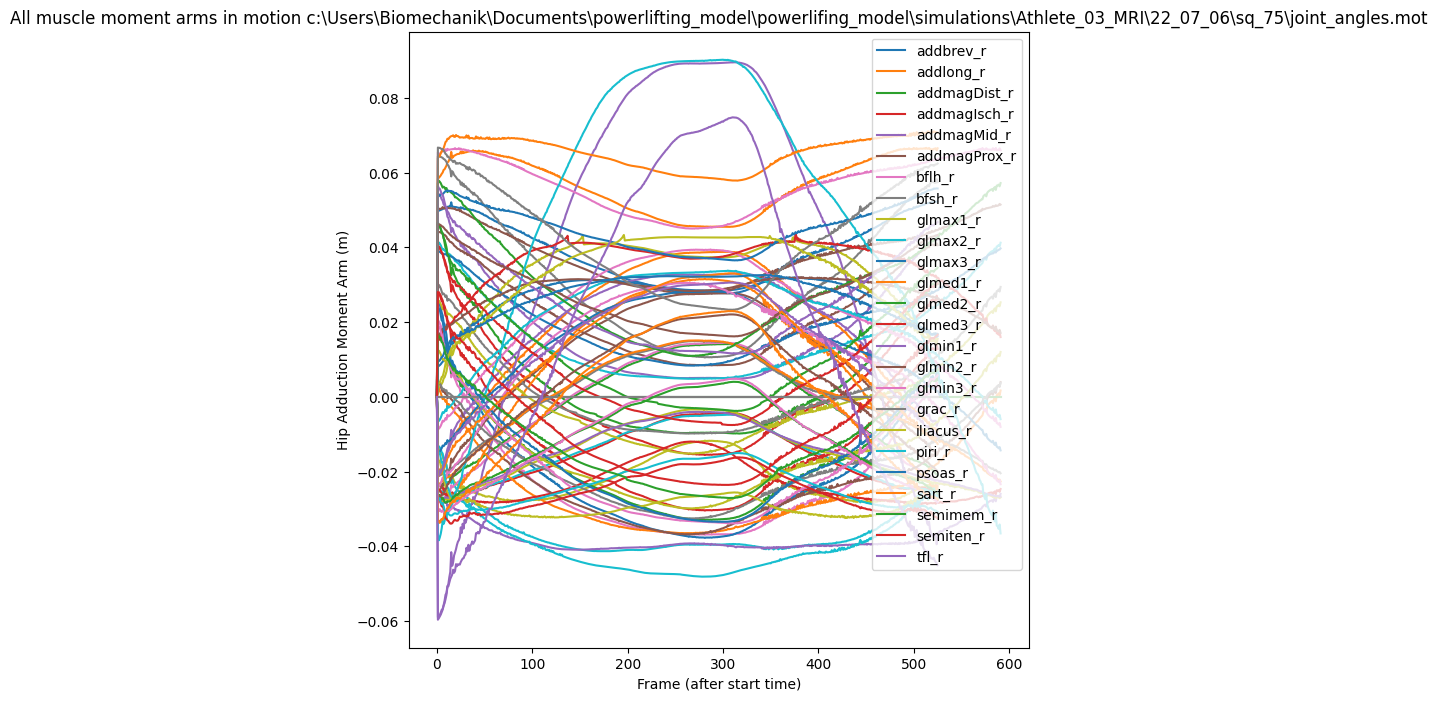 All muscle moment arms in motion c:\Users\Biomechanik\Documents\powerlifting_model\powerlifing_model\simulations\Athlete_03_MRI\22_07_06\sq_75\joint_angles.mot
addbrev_r
addlong_r
addmagDist_r
addmagIsch_r
addmagMid_r
addmagProx_r
bflh_r
bfsh_r
glmax1_r
glmax2_r
glmax3_r
glmed1_r
glmed2_r
glmed3_r
glmin1_r
glmin2_r
glmin3_r
grac_r
iliacus_r
piri_r
psoas_r
sart_r
semimem_r
semiten_r
tfl_r
Hip Adduction Moment Arm (m)
0.08
0.06
0.04
0.02
0.00
−0.02
−0.04
−0.06
0 100 200 300 400 500 600
Frame (after start time)